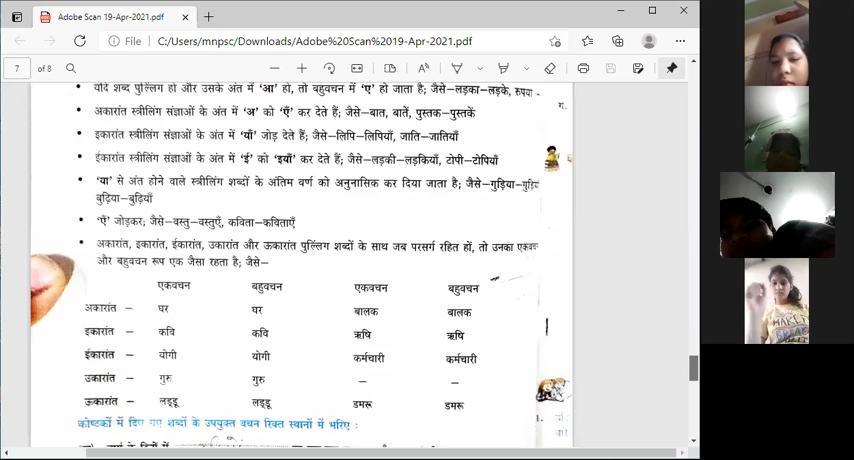 Adobe Scan 19-Apr-2021.pdf
File
C:/Users/mnpsc/Downloads/Adobe%20Scan%2019-Apr-2021.pdf
7 of 8
• यदि शब्द पुल्लिंग हो और उसके अंत में 'आ' हो, तो बहुवचन में 'ए' हो जाता है; जैसे–लड़का–लड़के, रुपया –
ग.
• अकारांत स्त्रीलिंग संज्ञाओं के अंत में 'अ' को 'एँ' कर देते हैं; जैसे–बात, बातें, पुस्तक–पुस्तकें
• इकारांत स्त्रीलिंग संज्ञाओं के अंत में 'याँ' जोड़ देते हैं; जैसे–लिपि–लिपियाँ, जाति–जातियाँ
• ईकारांत स्त्रीलिंग संज्ञाओं के अंत में 'ई' को 'इयाँ' कर देते हैं; जैसे–लड़की–लड़कियाँ, टोपी–टोपियाँ
• 'या' से अंत होने वाले स्त्रीलिंग शब्दों के अंतिम वर्ण को अनुनासिक कर दिया जाता है; जैसे–गुड़िया–गुड़ि
बुढ़िया–बुढ़ियाँ
• 'एँ' जोड़कर; जैसे–वस्तु–वस्तुएँ, कविता–कविताएँ
• अकारांत, इकारांत, ईकारांत, उकारांत और ऊकारांत पुल्लिंग शब्दों के साथ जब परसर्ग रहित हों, तो उनका एकवच
और बहुवचन रूप एक जैसा रहता है; जैसे–
एकवचन बहुवचन एकवचन बहुवचन
अकारांत – घर घर बालक बालक
इकारांत – कवि कवि ऋषि ऋषि
ईकारांत – योगी योगी कर्मचारी कर्मचारी
उकारांत – गुरु गुरु – –
ऊकारांत – लड्डू लड्डू डमरू डमरू
कोष्ठकों में दिए गए शब्दों के उपयुक्त वचन रिक्त स्थानों में भरिए :